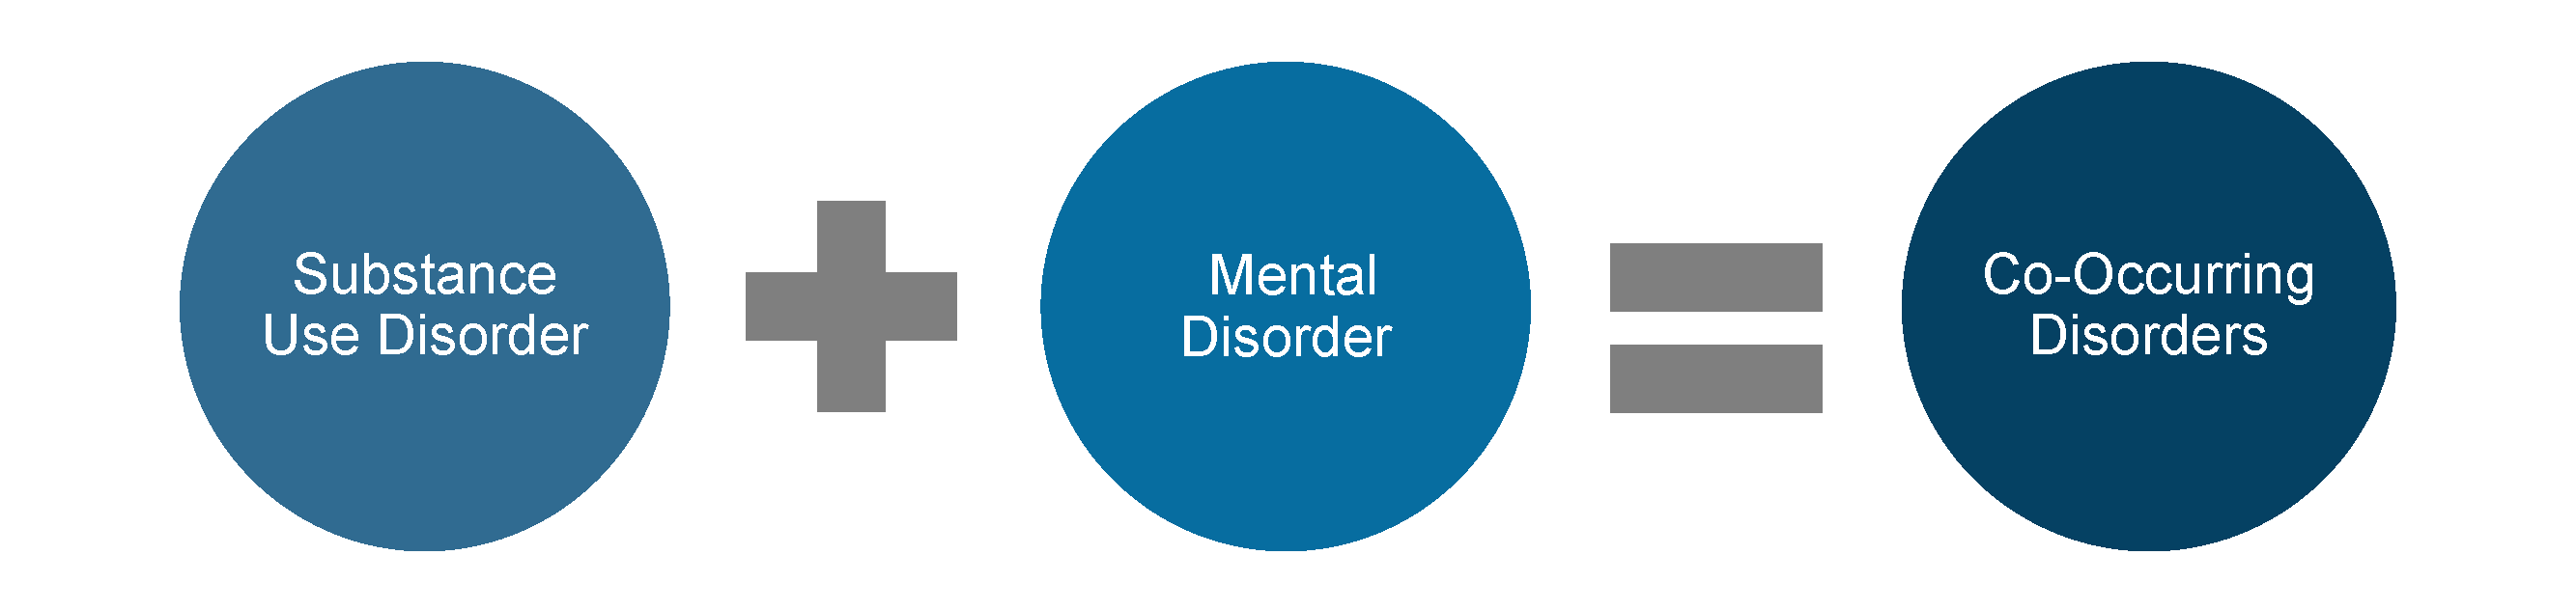 Substance
Use Disorder
Mental
Disorder
Co-Occurring
Disorders